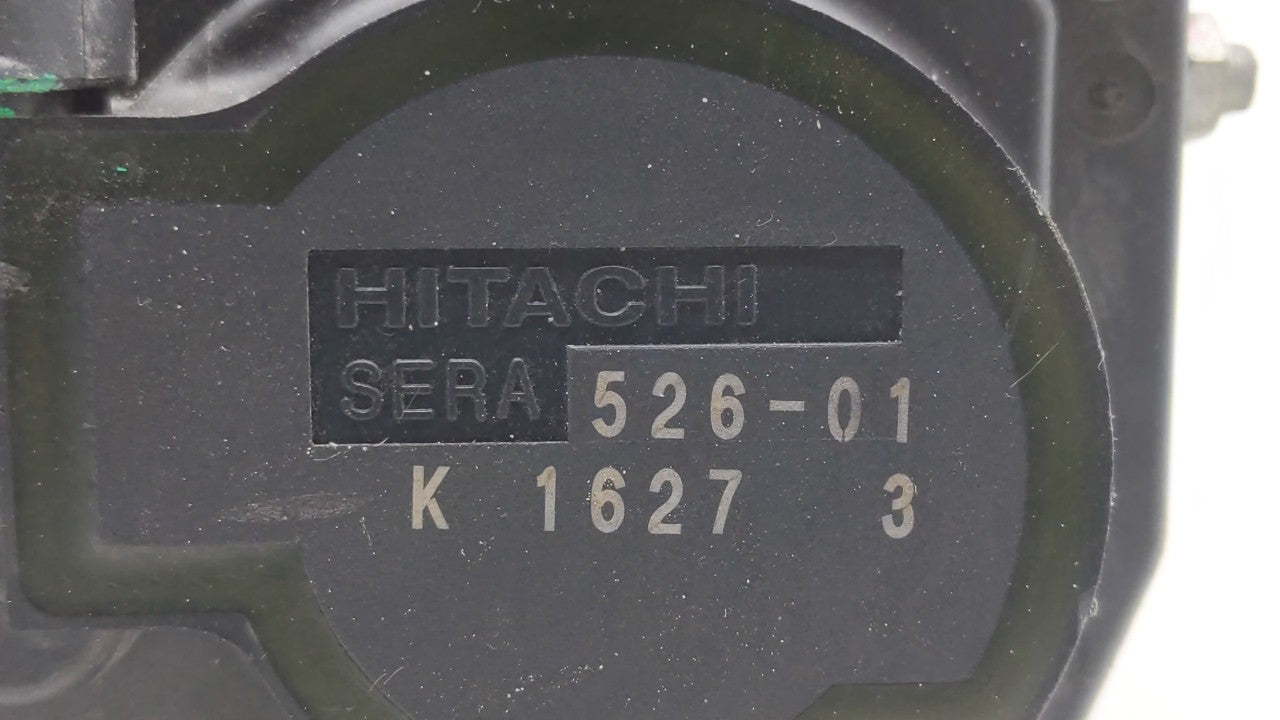 HITACHI
SERA 526-01
K 1627 3